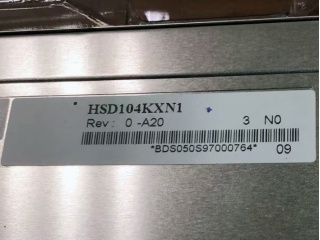 HSD104KXN1
Rev : 0 -A20 3 N0
*BDS050S97000764* 09